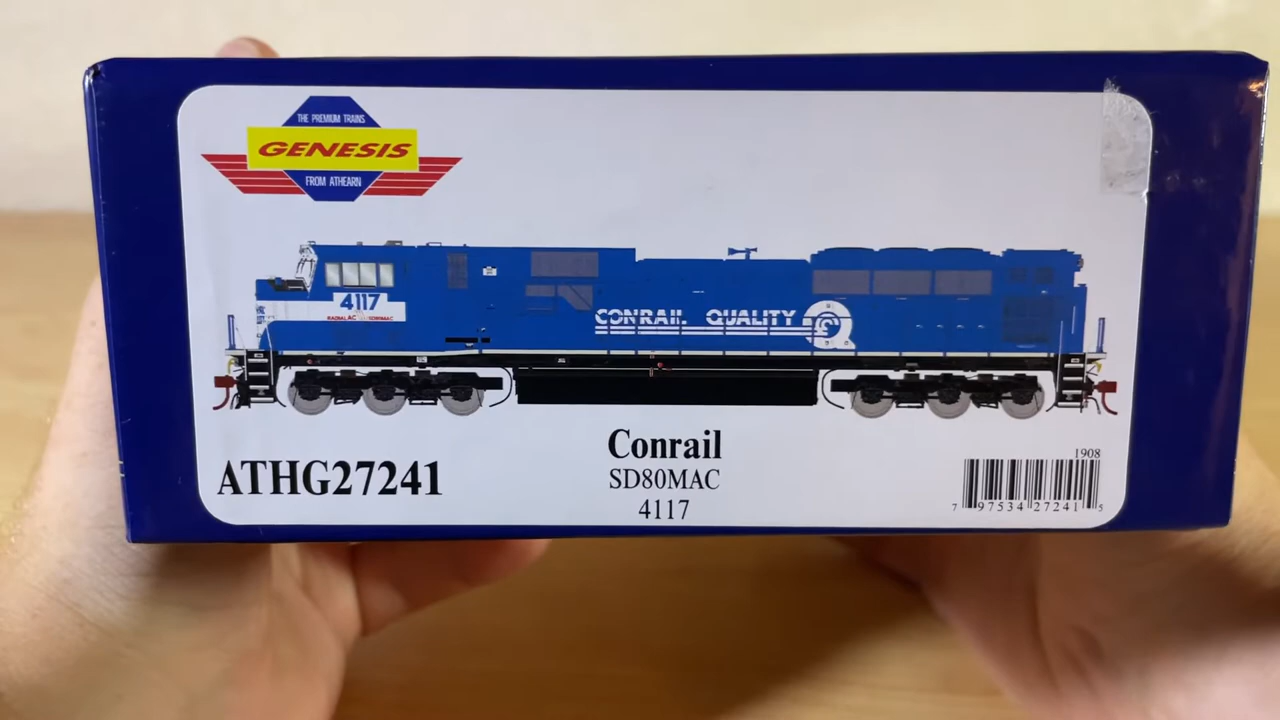 THE PREMIUM TRAINS
GENESIS
FROM ATHEARN
4117
CONRAIL QUALITY
ATHG27241
Conrail
SD80MAC
4117
1908
7 97534 27241 5